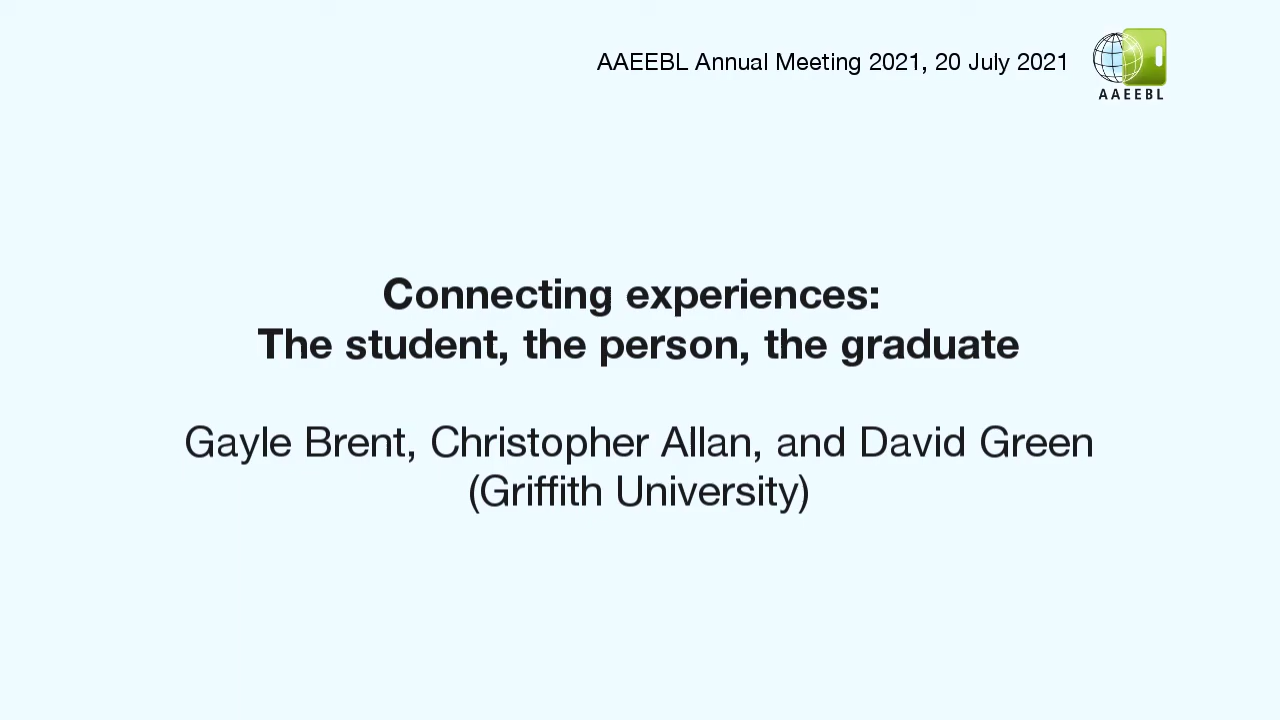 AAEEBL Annual Meeting 2021, 20 July 2021
AAEEBL
Connecting experiences:
The student, the person, the graduate
Gayle Brent, Christopher Allan, and David Green
(Griffith University)